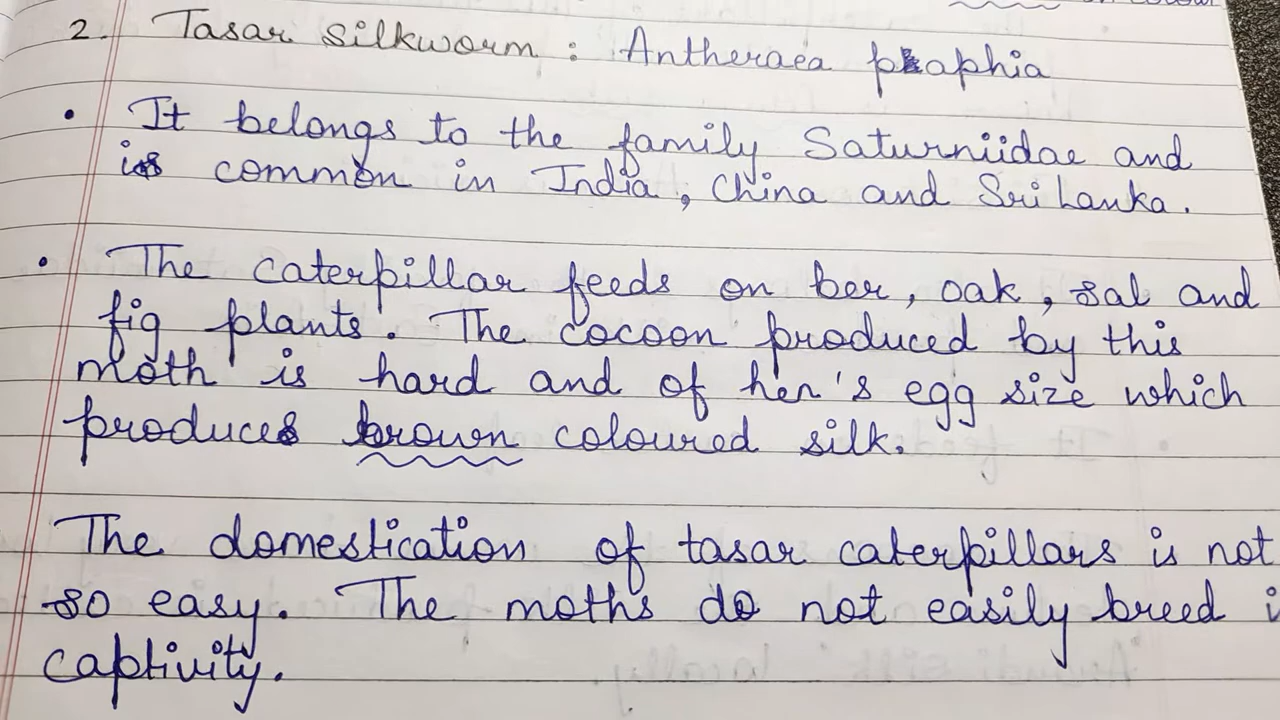 2. Tasar silkworm : Antheraea paphia
• It belongs to the family Saturniidae and
is common in India, China and Sri Lanka.
• The caterpillar feeds on ber, oak, sal and
fig plants. The cocoon produced by this
moth is hard and of hen's egg size which
produces brown coloured silk.
The domestication of tasar caterpillars is not
so easy. The moths do not easily breed i
captivity.